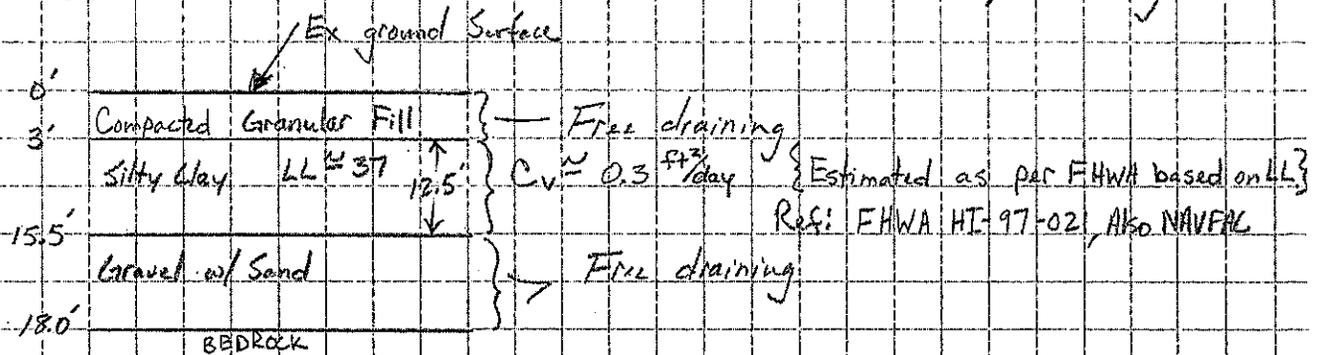 Ex ground Surface
0'
Compacted Granular Fill
Free draining
3'
Silty Clay LL ≅ 37 12.5' Cv ≈ 0.3 ft²/day {Estimated as per FHWA based on LL}
Ref: FHWA HI-97-021, Also NAVFAC
15.5'
Gravel w/ Sand
Free draining
18.0'
BEDROCK